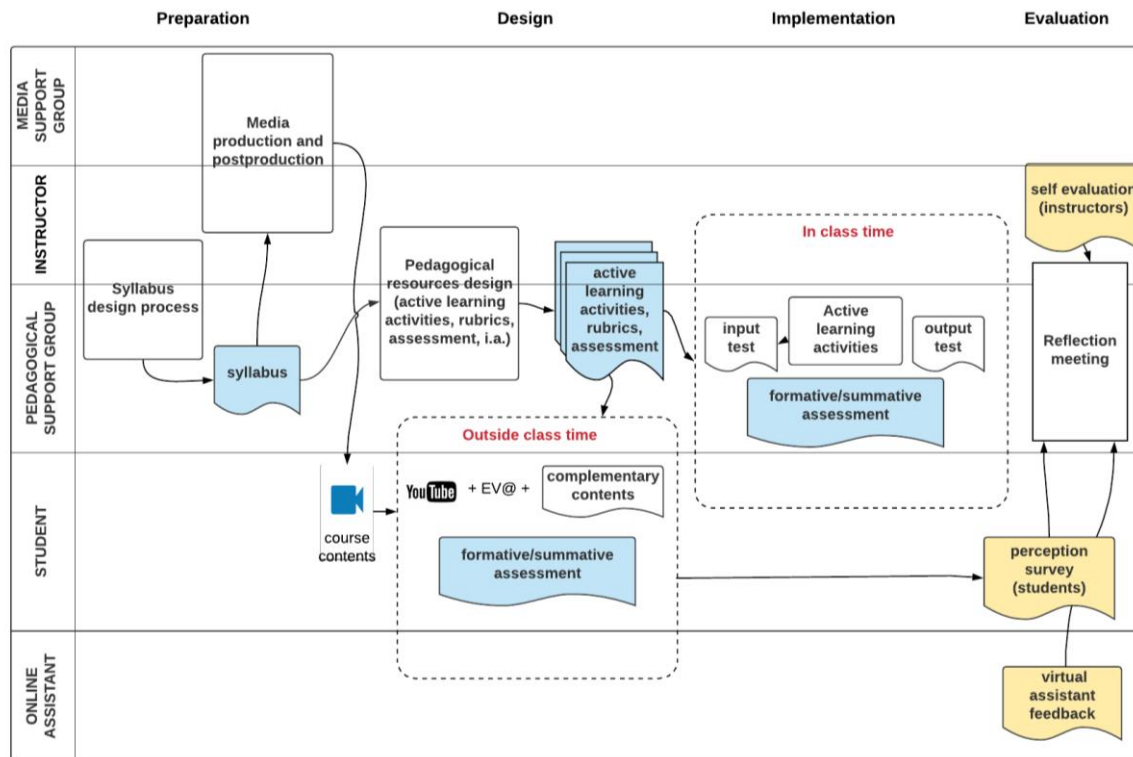 Preparation
Design
Implementation
Evaluation
MEDIA
SUPPORT
GROUP
Media
production and
postproduction
INSTRUCTOR
self evaluation
(instructors)
In class time
Syllabus
design process
Pedagogical
resources design
(active learning
activities, rubrics,
assessment, i.a.)
active
learning
activities,
rubrics,
assessment
PEDAGOGICAL
SUPPORT GROUP
syllabus
input
test
Active
learning
activities
output
test
formative/summative
assessment
Reflection
meeting
Outside class time
STUDENT
course
contents
YouTube + EV@ +
complementary
contents
formative/summative
assessment
perception
survey
(students)
ONLINE
ASSISTANT
virtual
assistant
feedback